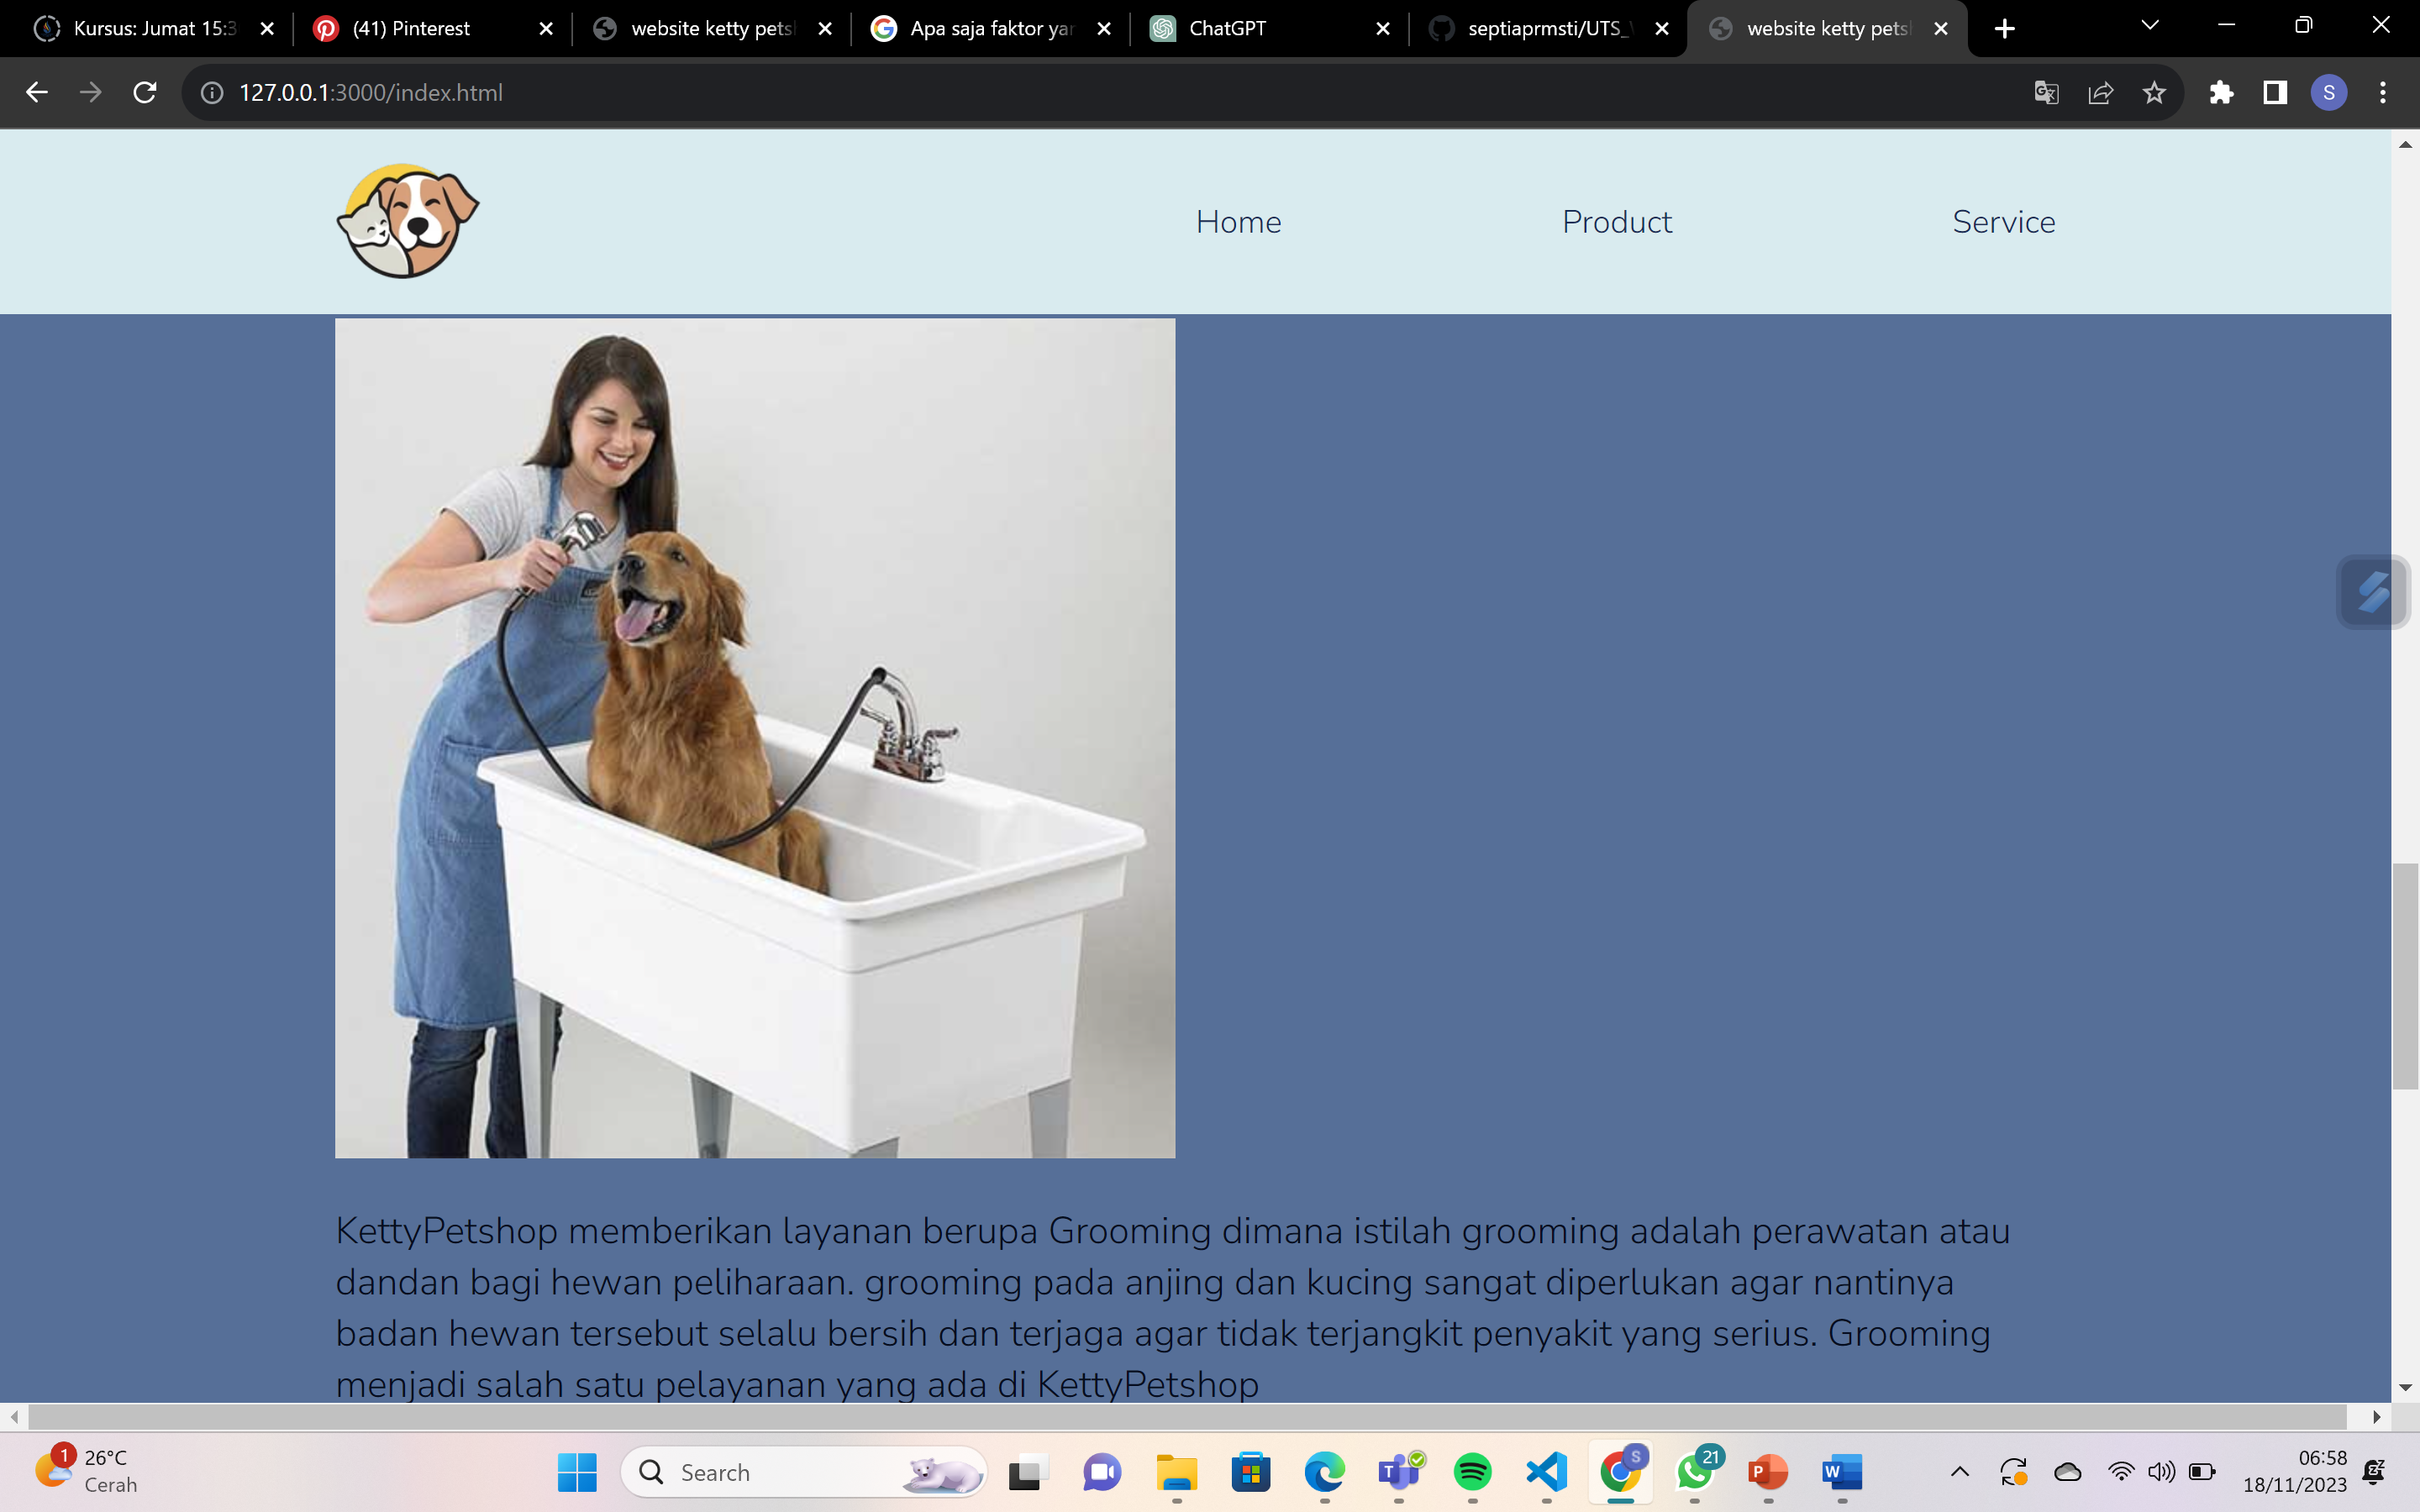 Kursus: Jumat 15:3
(41) Pinterest
website ketty pets
Apa saja faktor yan
ChatGPT
septiaprmsti/UTS_
website ketty pets
127.0.0.1:3000/index.html
S
Home
Product
Service
KettyPetshop memberikan layanan berupa Grooming dimana istilah grooming adalah perawatan atau
dandan bagi hewan peliharaan. grooming pada anjing dan kucing sangat diperlukan agar nantinya
badan hewan tersebut selalu bersih dan terjaga agar tidak terjangkit penyakit yang serius. Grooming
menjadi salah satu pelayanan yang ada di KettyPetshop
1
26°C
Cerah
Search
S
21
06:58
18/11/2023